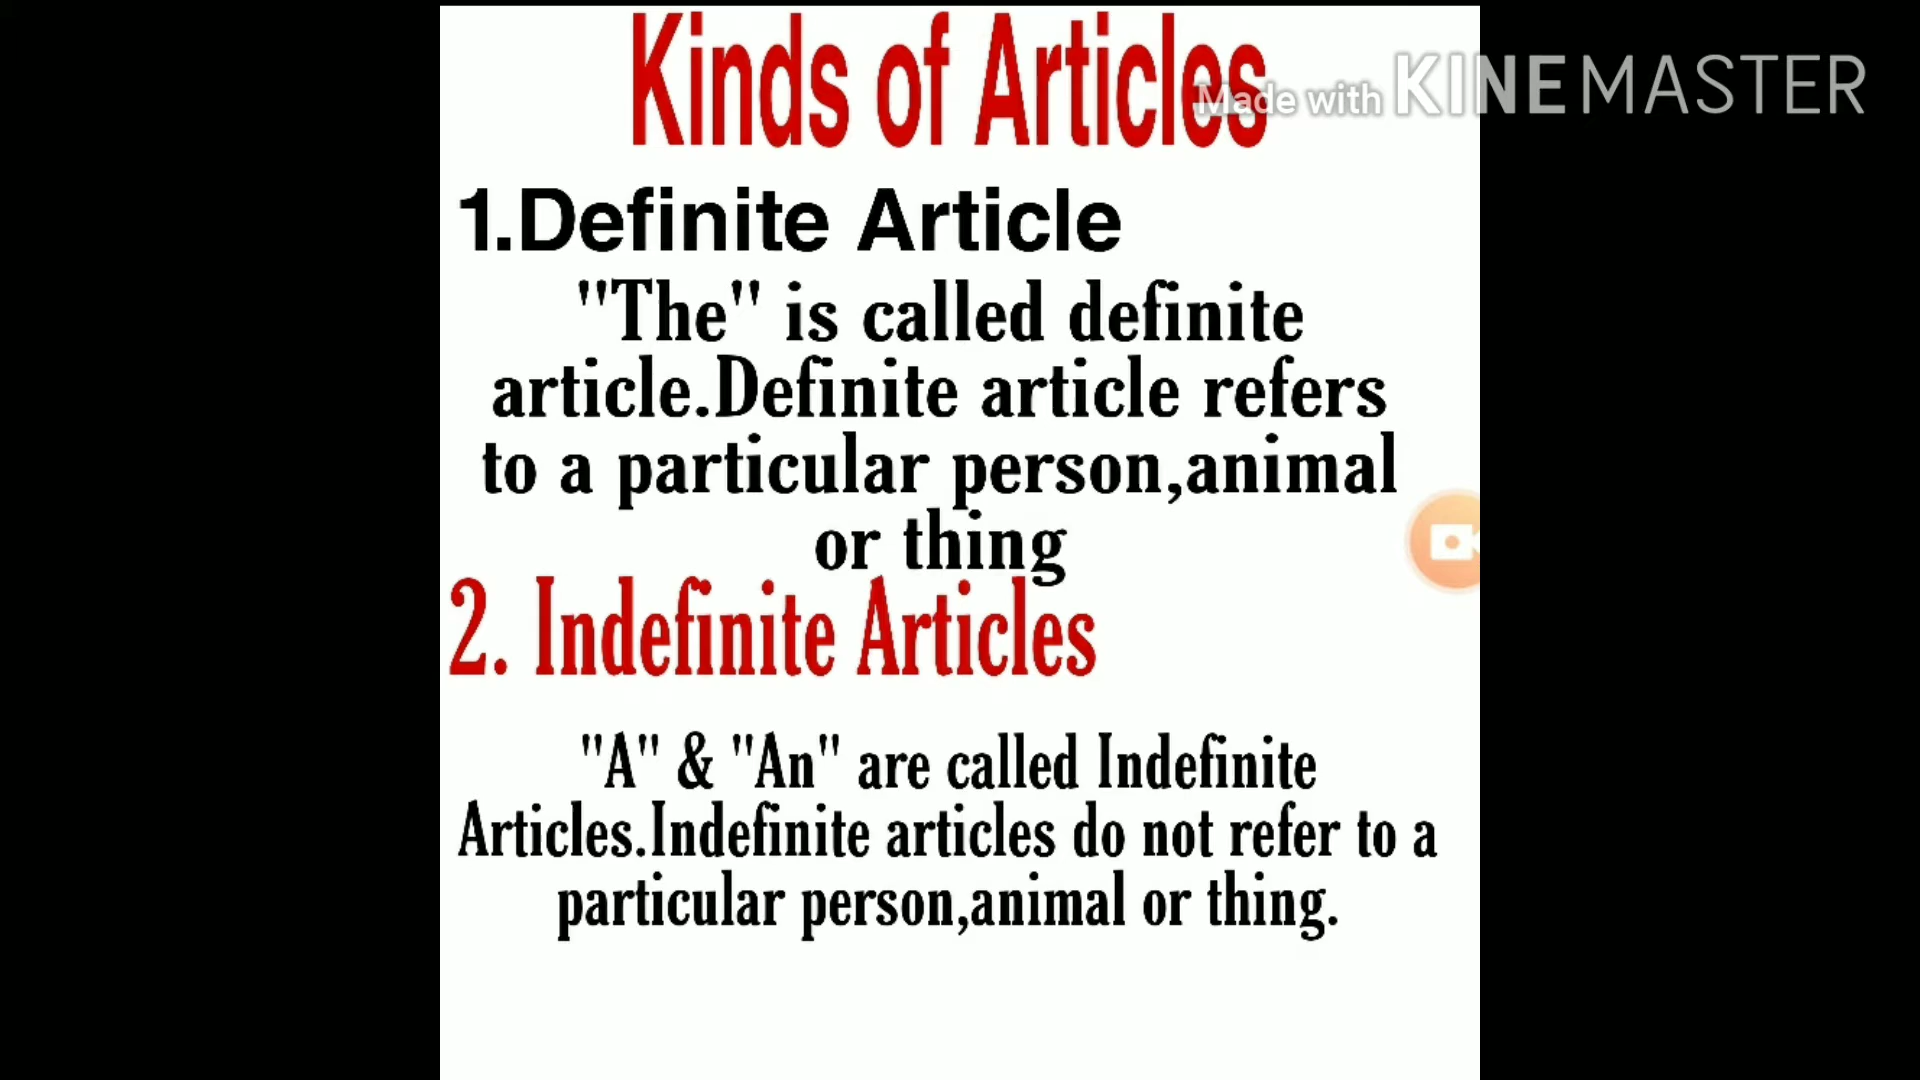 Kinds of Articles
Made with KINEMASTER
1.Definite Article
"The" is called definite
article.Definite article refers
to a particular person,animal
or thing
2. Indefinite Articles
"A" & "An" are called Indefinite
Articles.Indefinite articles do not refer to a
particular person,animal or thing.